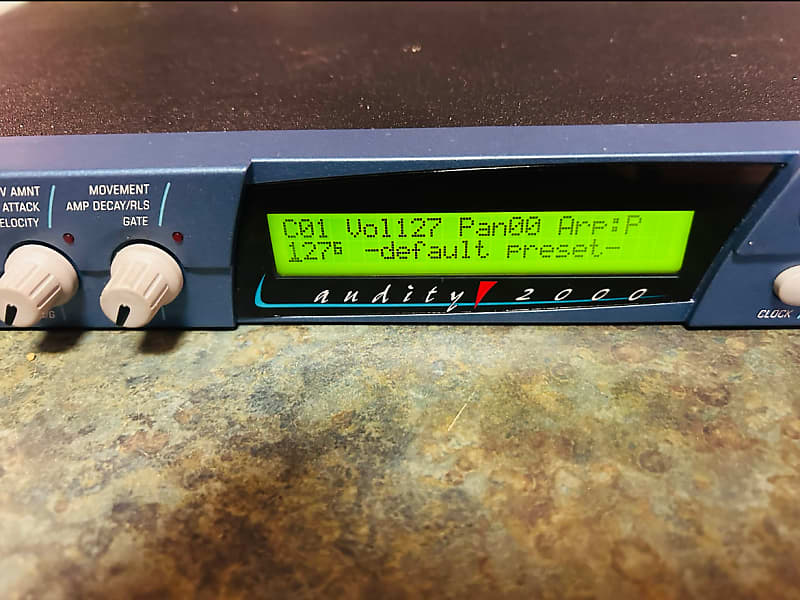 V AMNT
ATTACK
ELOCITY
MOVEMENT
AMP DECAY/RLS
GATE
C01 Vol127 Pan00 Arp:P
127 -default preset-
audity 2000
CLOCK